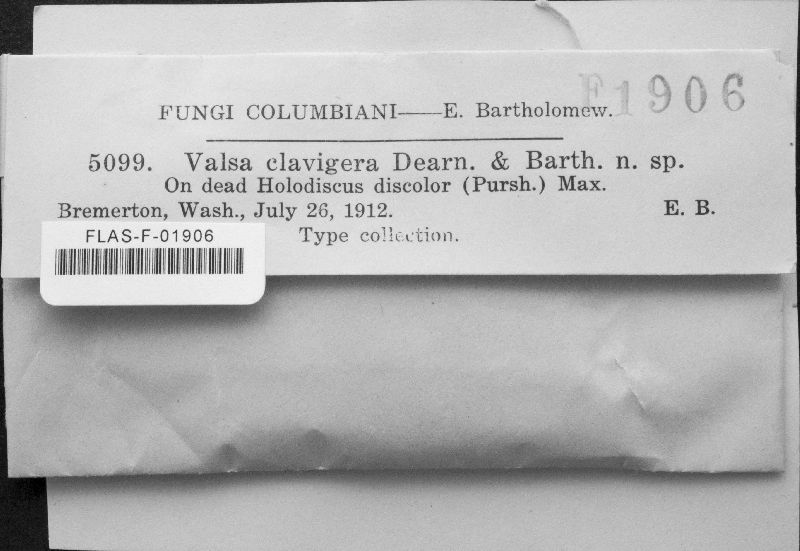 F1906
FUNGI COLUMBIANI——E. Bartholomew.
5099. Valsa clavigera Dearn. & Barth. n. sp.
On dead Holodiscus discolor (Pursh.) Max.
Bremerton, Wash., July 26, 1912. E. B.
Type collection.
FLAS-F-01906